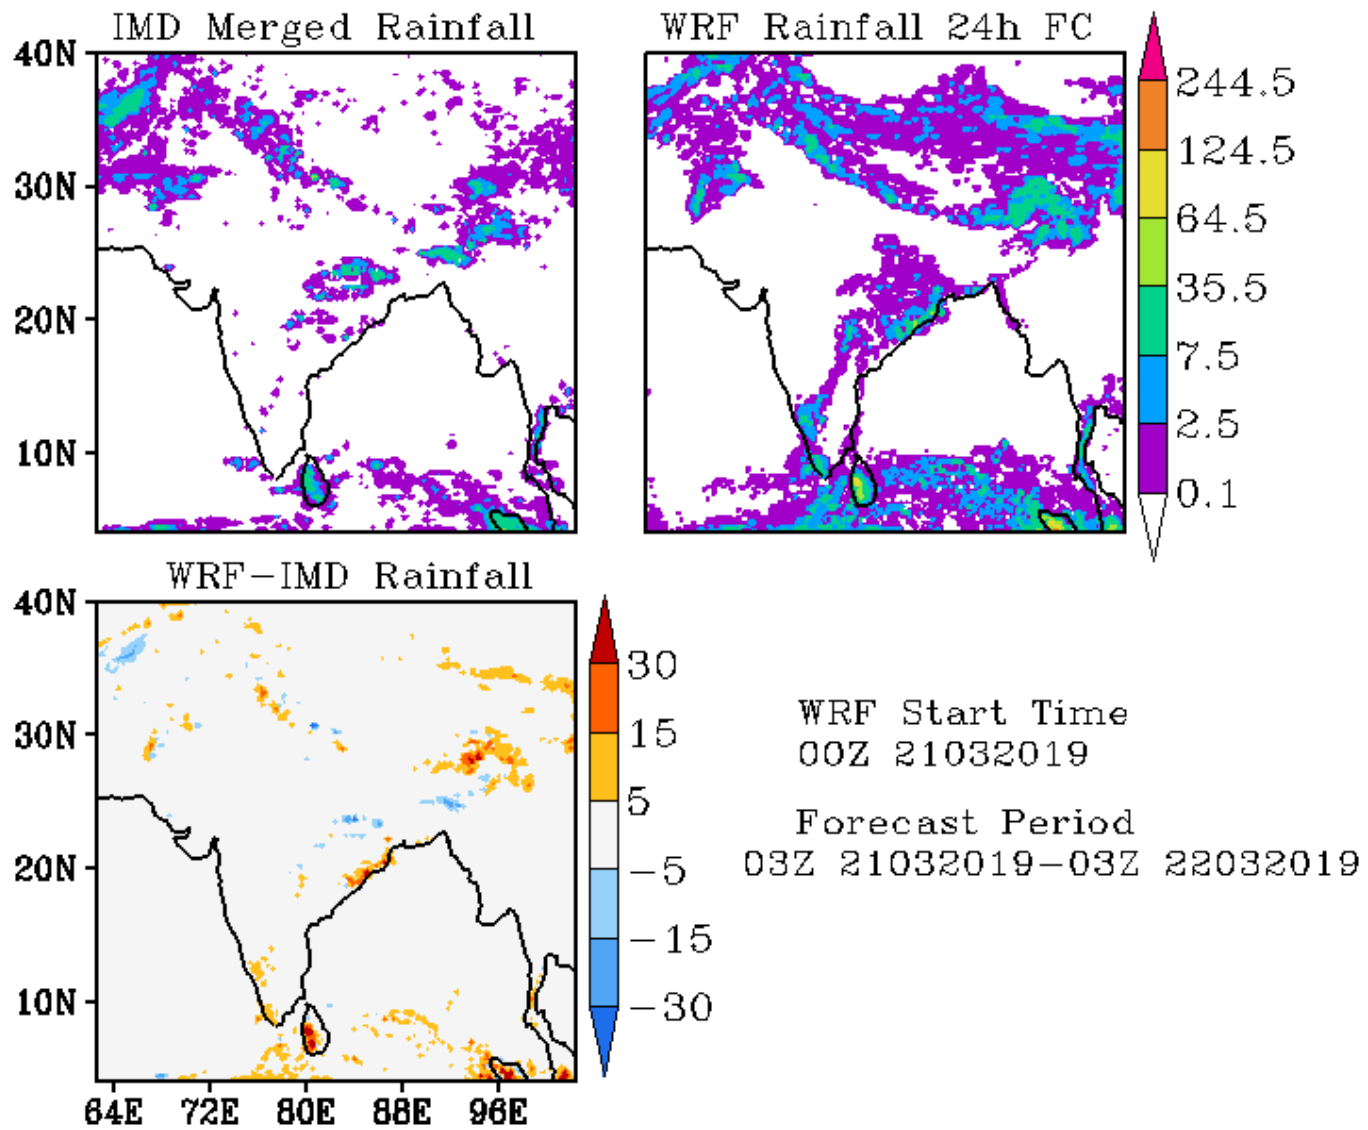 IMD Merged Rainfall
WRF Rainfall 24h FC
40N
30N
20N
10N
244.5
124.5
64.5
35.5
7.5
2.5
0.1
WRF-IMD Rainfall
40N
30N
20N
10N
64E 72E 80E 88E 96E
30
15
5
-5
-15
-30
WRF Start Time
00Z 21032019
Forecast Period
03Z 21032019-03Z 22032019